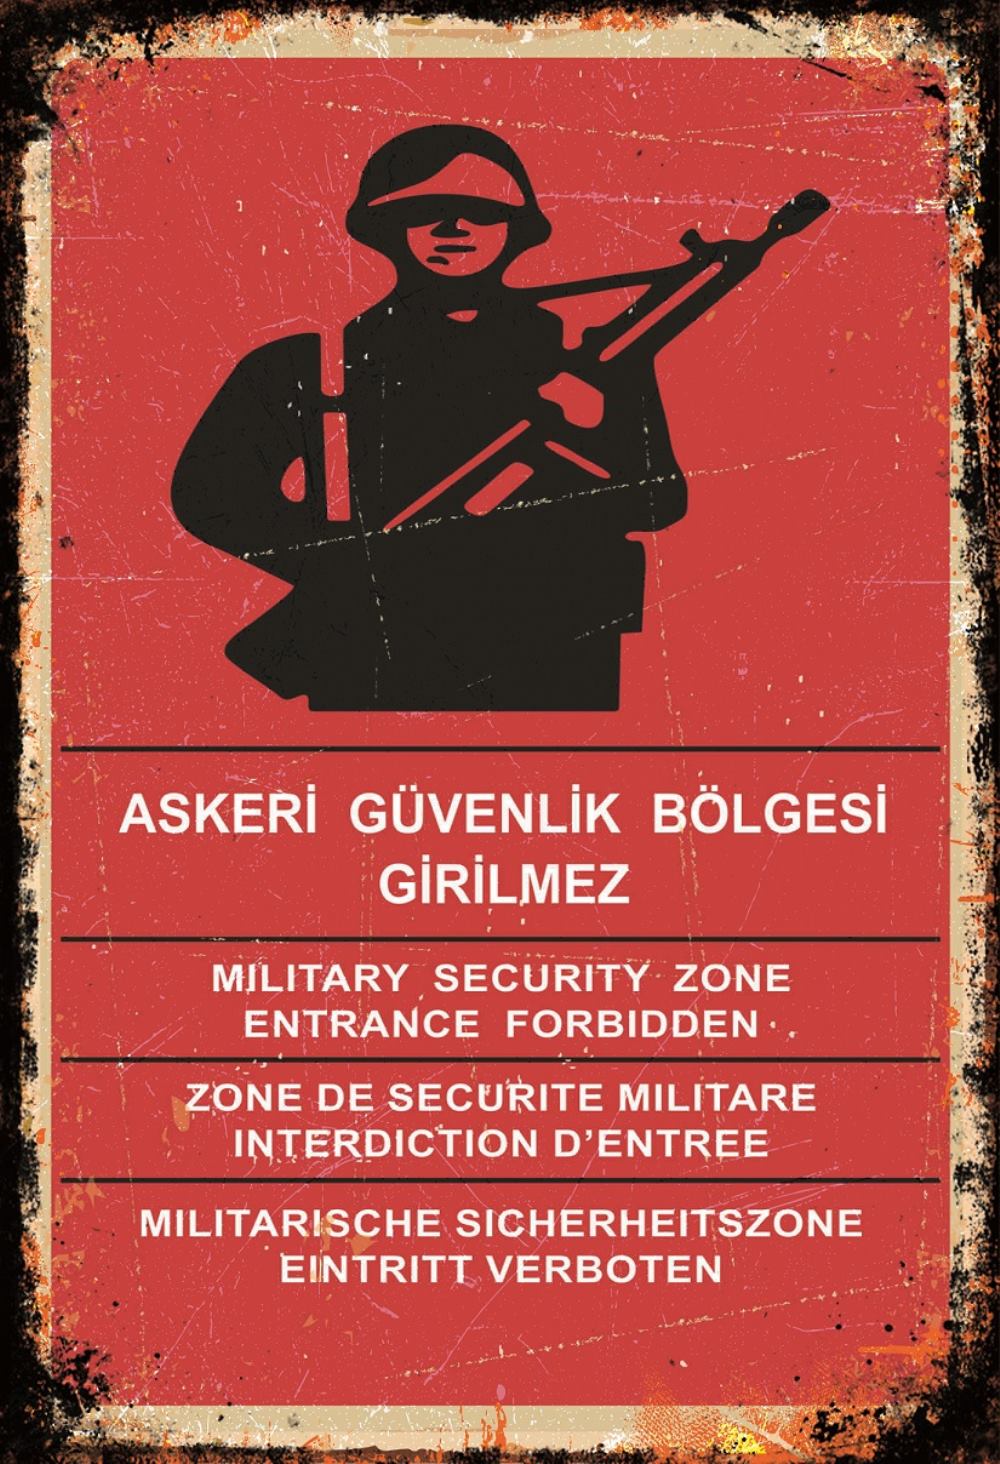 ASKERİ GÜVENLİK BÖLGESİ
GİRİLMEZ
MILITARY SECURITY ZONE
ENTRANCE FORBIDDEN
ZONE DE SECURITE MILITARE
INTERDICTION D'ENTREE
MILITARISCHE SICHERHEITSZONE
EINTRITT VERBOTEN